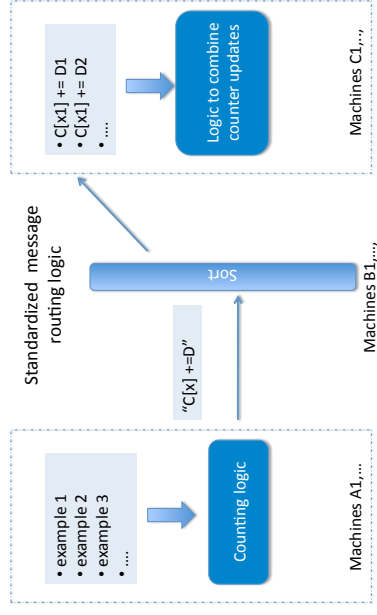 • example 1
• example 2
• example 3
• ....
Counting logic
Machines A1,...
Standardized message
routing logic
“C[x] +=D”
Sort
Machines B1,...,
• C[x1] += D1
• C[x1] += D2
• ....
Logic to combine
counter updates
Machines C1,..,